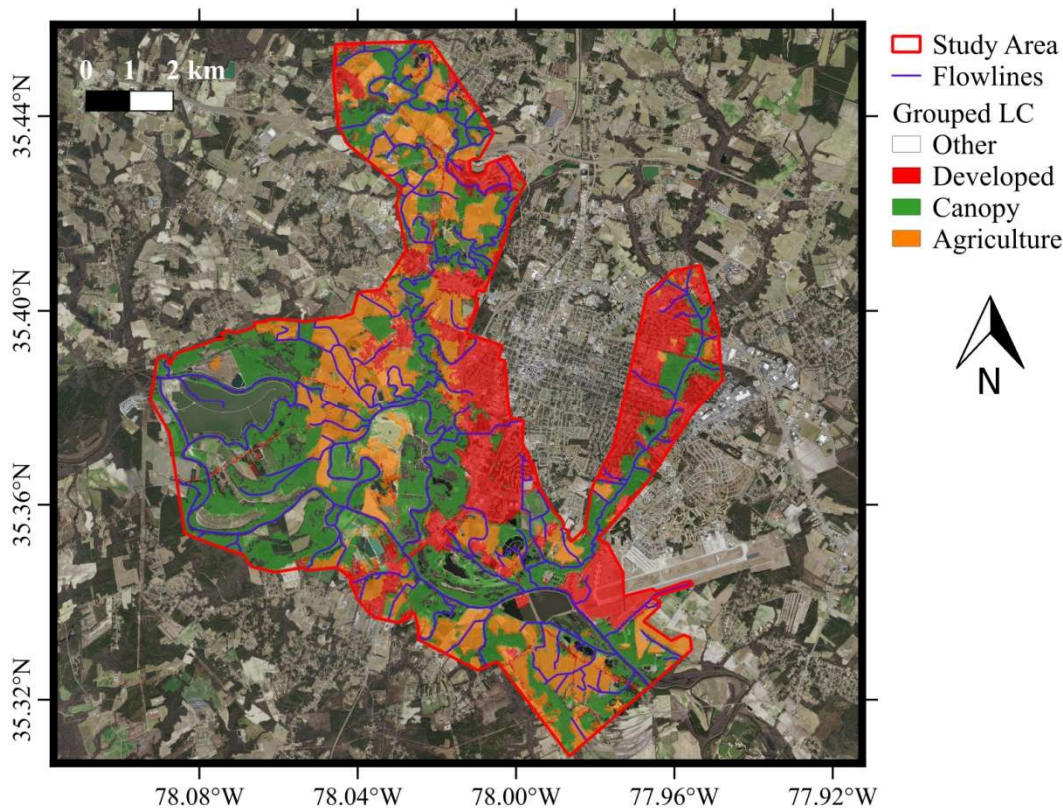 0 1 2 km
35.44°N
35.40°N
35.36°N
35.32°N
78.08°W 78.04°W 78.00°W 77.96°W 77.92°W
Study Area
Flowlines
Grouped LC
Other
Developed
Canopy
Agriculture
N